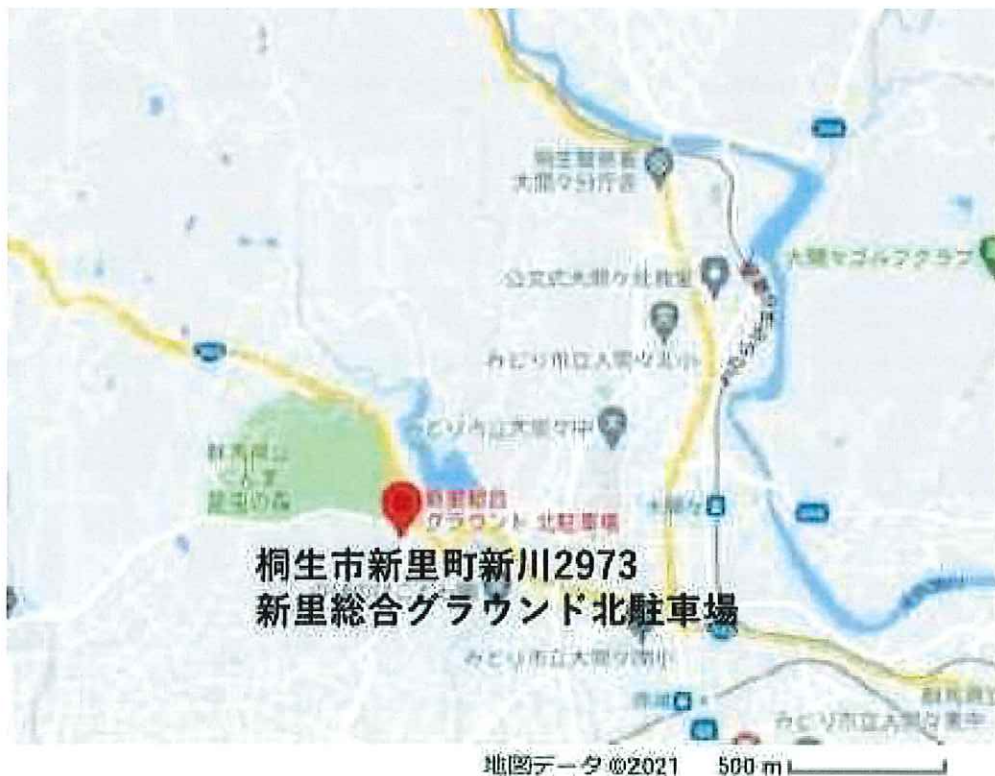 桐生警察署
大間々分庁舎
大間々ゴルフクラブ
公文式大間々北教室
みどり市立大間々北小
みどり市立大間々中
群馬県立
ぐんま
昆虫の森
新里総合
グラウンド 北駐車場
大間々
桐生市新里町新川2973
新里総合グラウンド北駐車場
みどり市立大間々南小
赤城
みどり市立大間々東中
地図データ ©2021 500 m